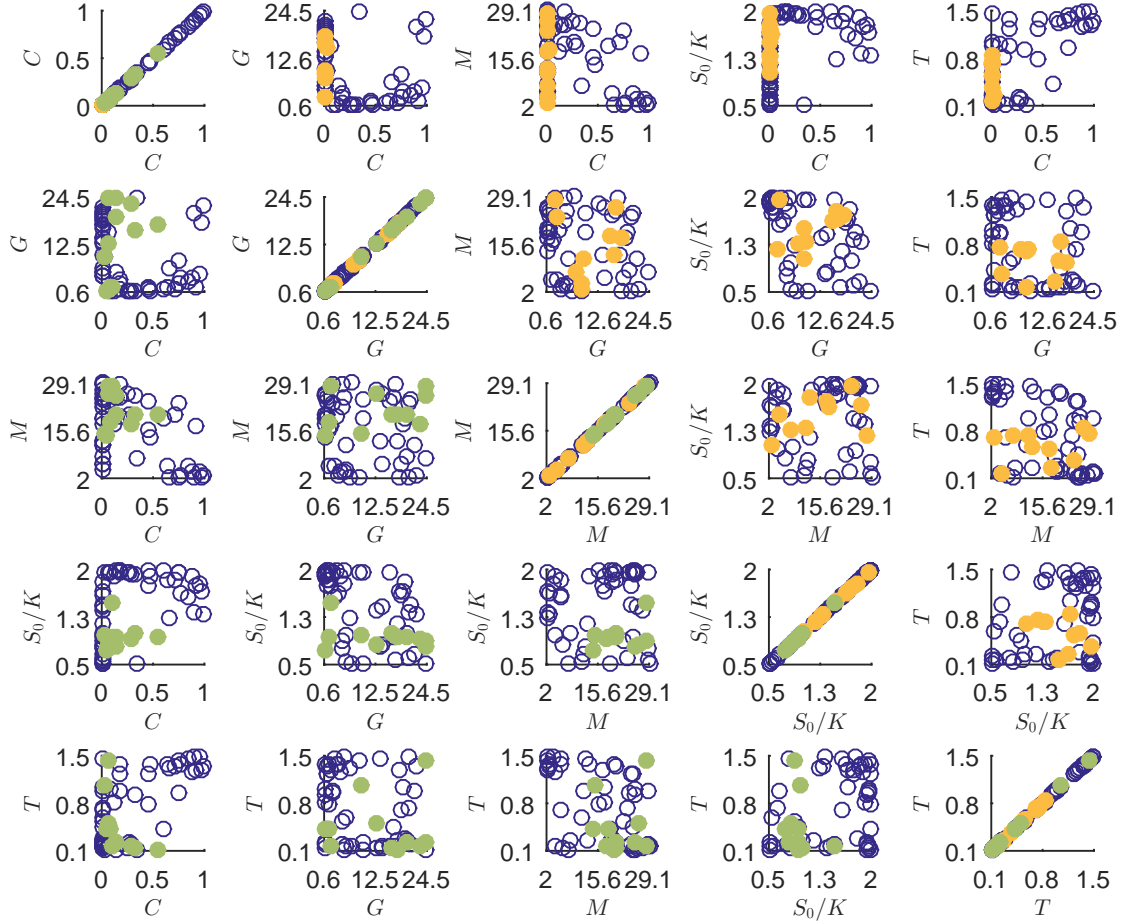 1 24.5 29.1 2 1.5
C G M S₀/K T
0.5 12.6 15.6 1.3 0.8
0 0.6 2 0.5 0.1
0 0.5 1 0 0.5 1 0 0.5 1 0 0.5 1 0 0.5 1
C C C C C
24.5 24.5 29.1 2 1.5
G G M S₀/K T
12.5 12.5 15.6 1.3 0.8
0.6 0.6 2 0.5 0.1
0 0.5 1 0.6 12.5 24.5 0.6 12.6 24.5 0.6 12.6 24.5 0.6 12.6 24.5
C G G G G
29.1 29.1 29.1 2 1.5
M M M S₀/K T
15.6 15.6 15.6 1.3 0.8
2 2 2 0.5 0.1
0 0.5 1 0.6 12.5 24.5 2 15.6 29.1 2 15.6 29.1 2 15.6 29.1
C G M M M
2 2 2 2 1.5
S₀/K S₀/K S₀/K S₀/K T
1.3 1.3 1.3 1.3 0.8
0.5 0.5 0.5 0.5 0.1
0 0.5 1 0.6 12.5 24.5 2 15.6 29.1 0.5 1.3 2 0.5 1.3 2
C G M S₀/K S₀/K
1.5 1.5 1.5 1.5 1.5
T T T T T
0.8 0.8 0.8 0.8 0.8
0.1 0.1 0.1 0.1 0.1
0 0.5 1 0.6 12.5 24.5 2 15.6 29.1 0.5 1.3 2 0.1 0.8 1.5
C G M S₀/K T